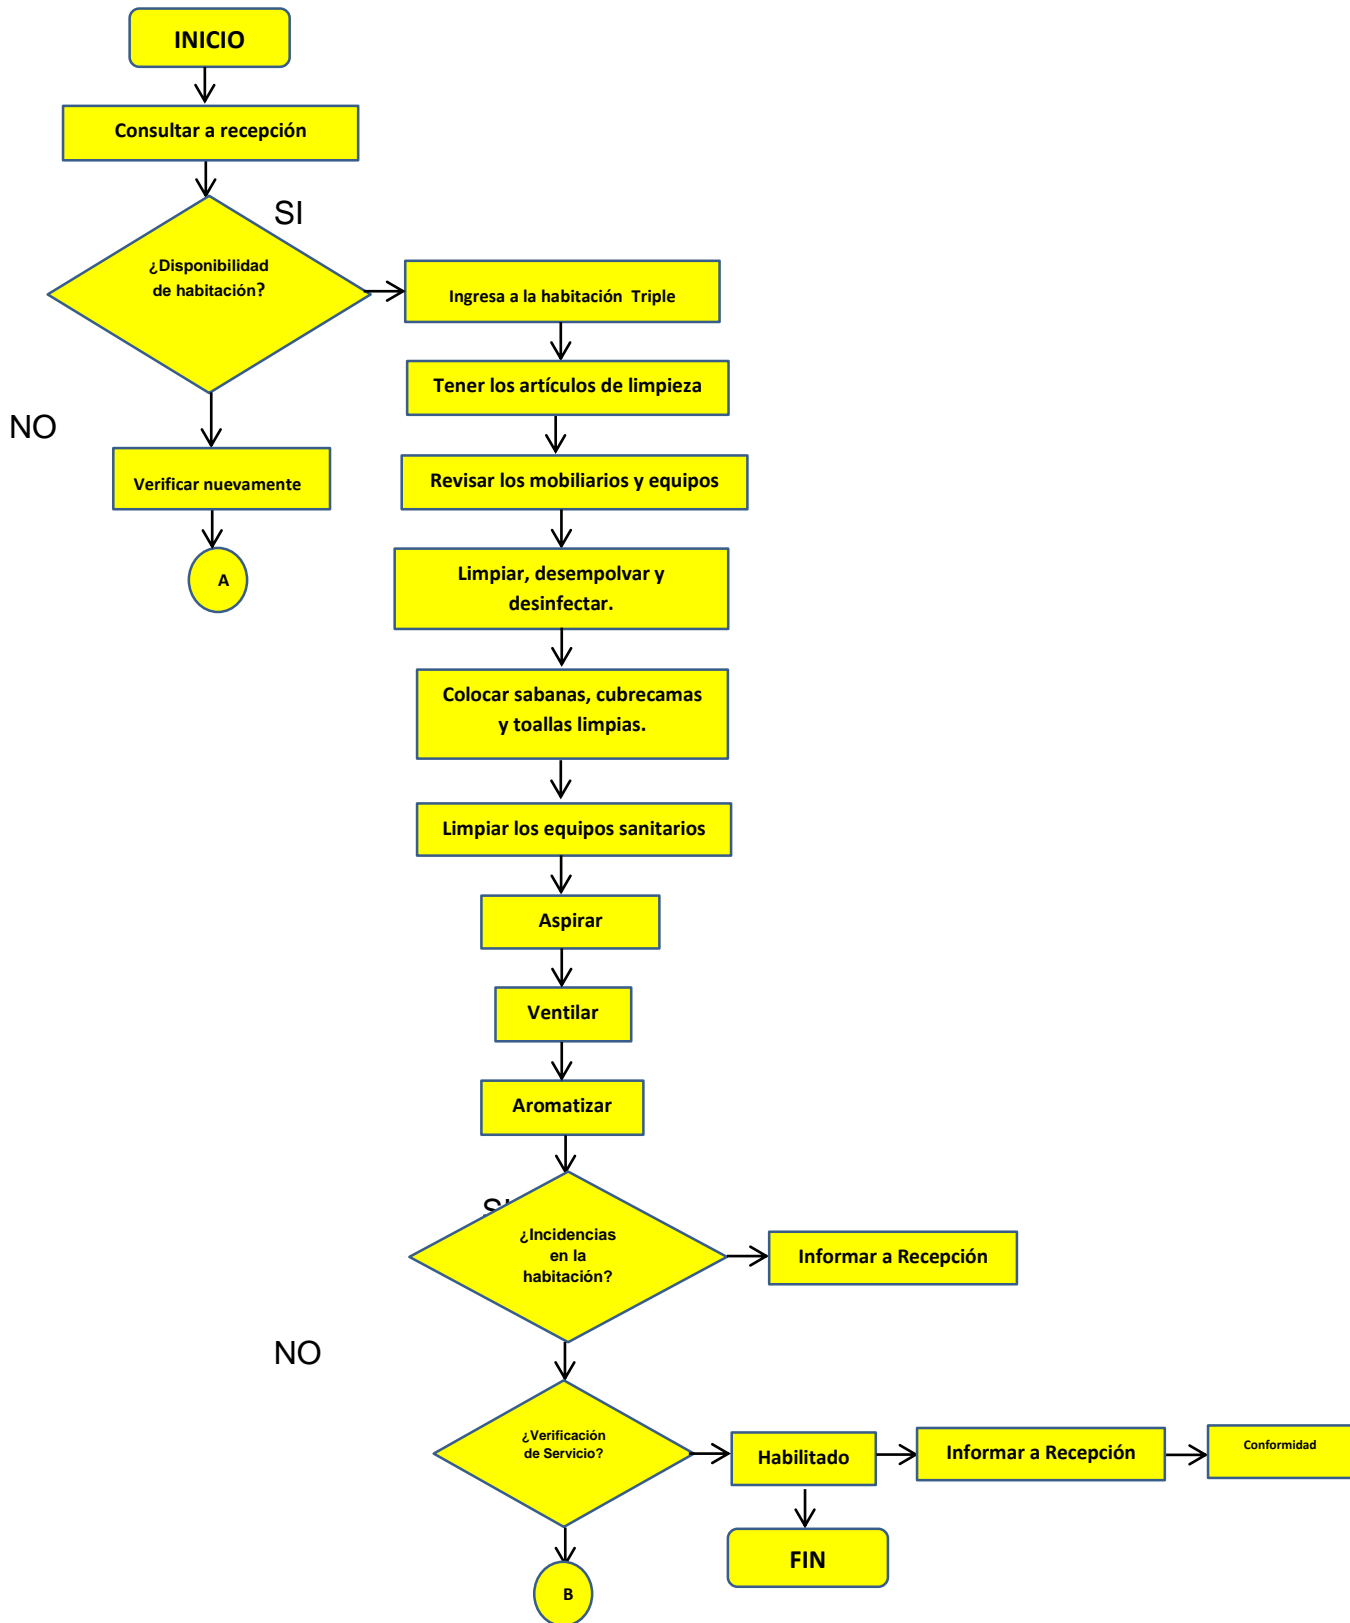 INICIO
Consultar a recepción
SI
¿Disponibilidad
de habitación?
Ingresa a la habitación Triple
Tener los artículos de limpieza
NO
Verificar nuevamente
Revisar los mobiliarios y equipos
A
Limpiar, desempolvar y
desinfectar.
Colocar sabanas, cubrecamas
y toallas limpias.
Limpiar los equipos sanitarios
Aspirar
Ventilar
Aromatizar
SI
¿Incidencias
en la
habitación?
Informar a Recepción
NO
¿Verificación
de Servicio?
Habilitado
Informar a Recepción
Conformidad
FIN
B